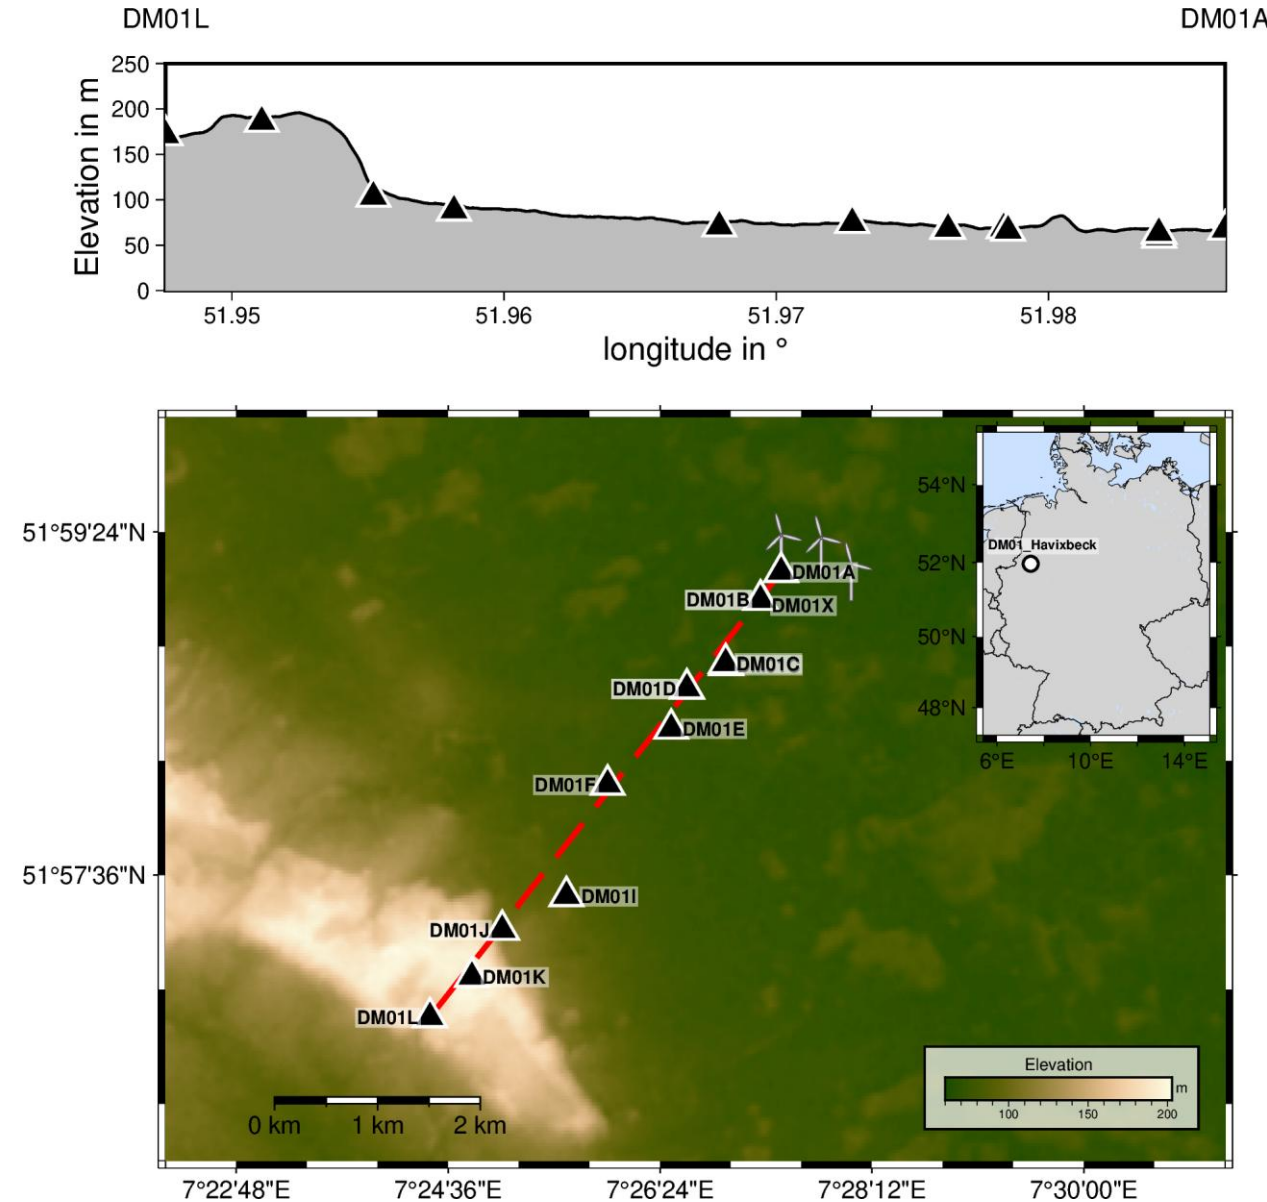 DM01L
DM01A
Elevation in m
250
200
150
100
50
0
51.95 51.96 51.97 51.98
longitude in °
51°59'24"N
51°57'36"N
7°22'48"E 7°24'36"E 7°26'24"E 7°28'12"E 7°30'00"E
DM01A
DM01B
DM01X
DM01C
DM01D
DM01E
DM01F
DM01I
DM01J
DM01K
DM01L
0 km 1 km 2 km
54°N
52°N
50°N
48°N
6°E 10°E 14°E
DM01_Havixbeck
Elevation
m
100 150 200